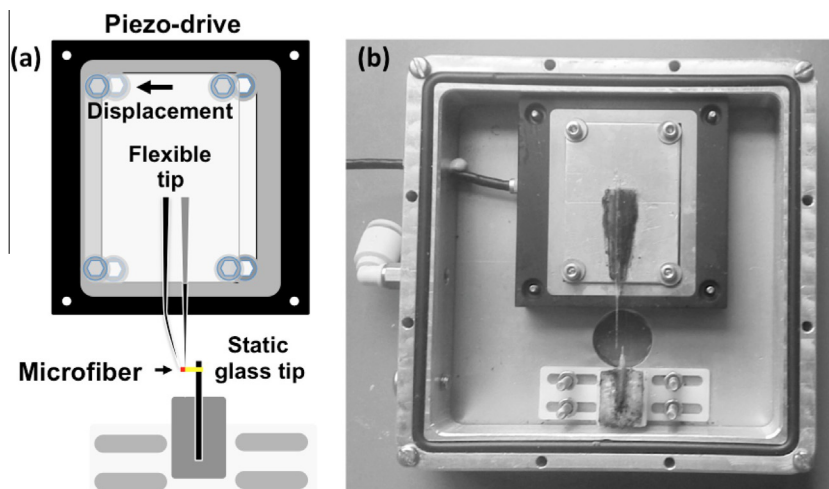 Piezo-drive
(a)
Displacement
Flexible
tip
Microfiber
Static
glass tip
(b)